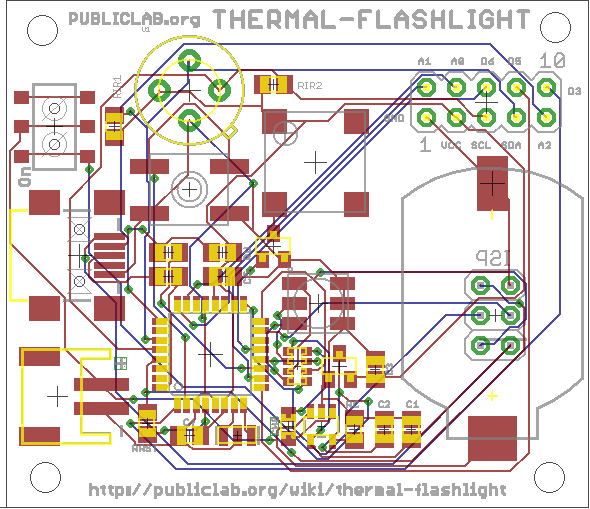 PUBLICLAB.org THERMAL-FLASHLIGHT
U1
RIR1
RIR2
A1 A0 D6 D5 10
D3
GND
1 VCC SCL SDA A2
On
ISP
C2 C1
http://publiclab.org/wiki/thermal-flashlight